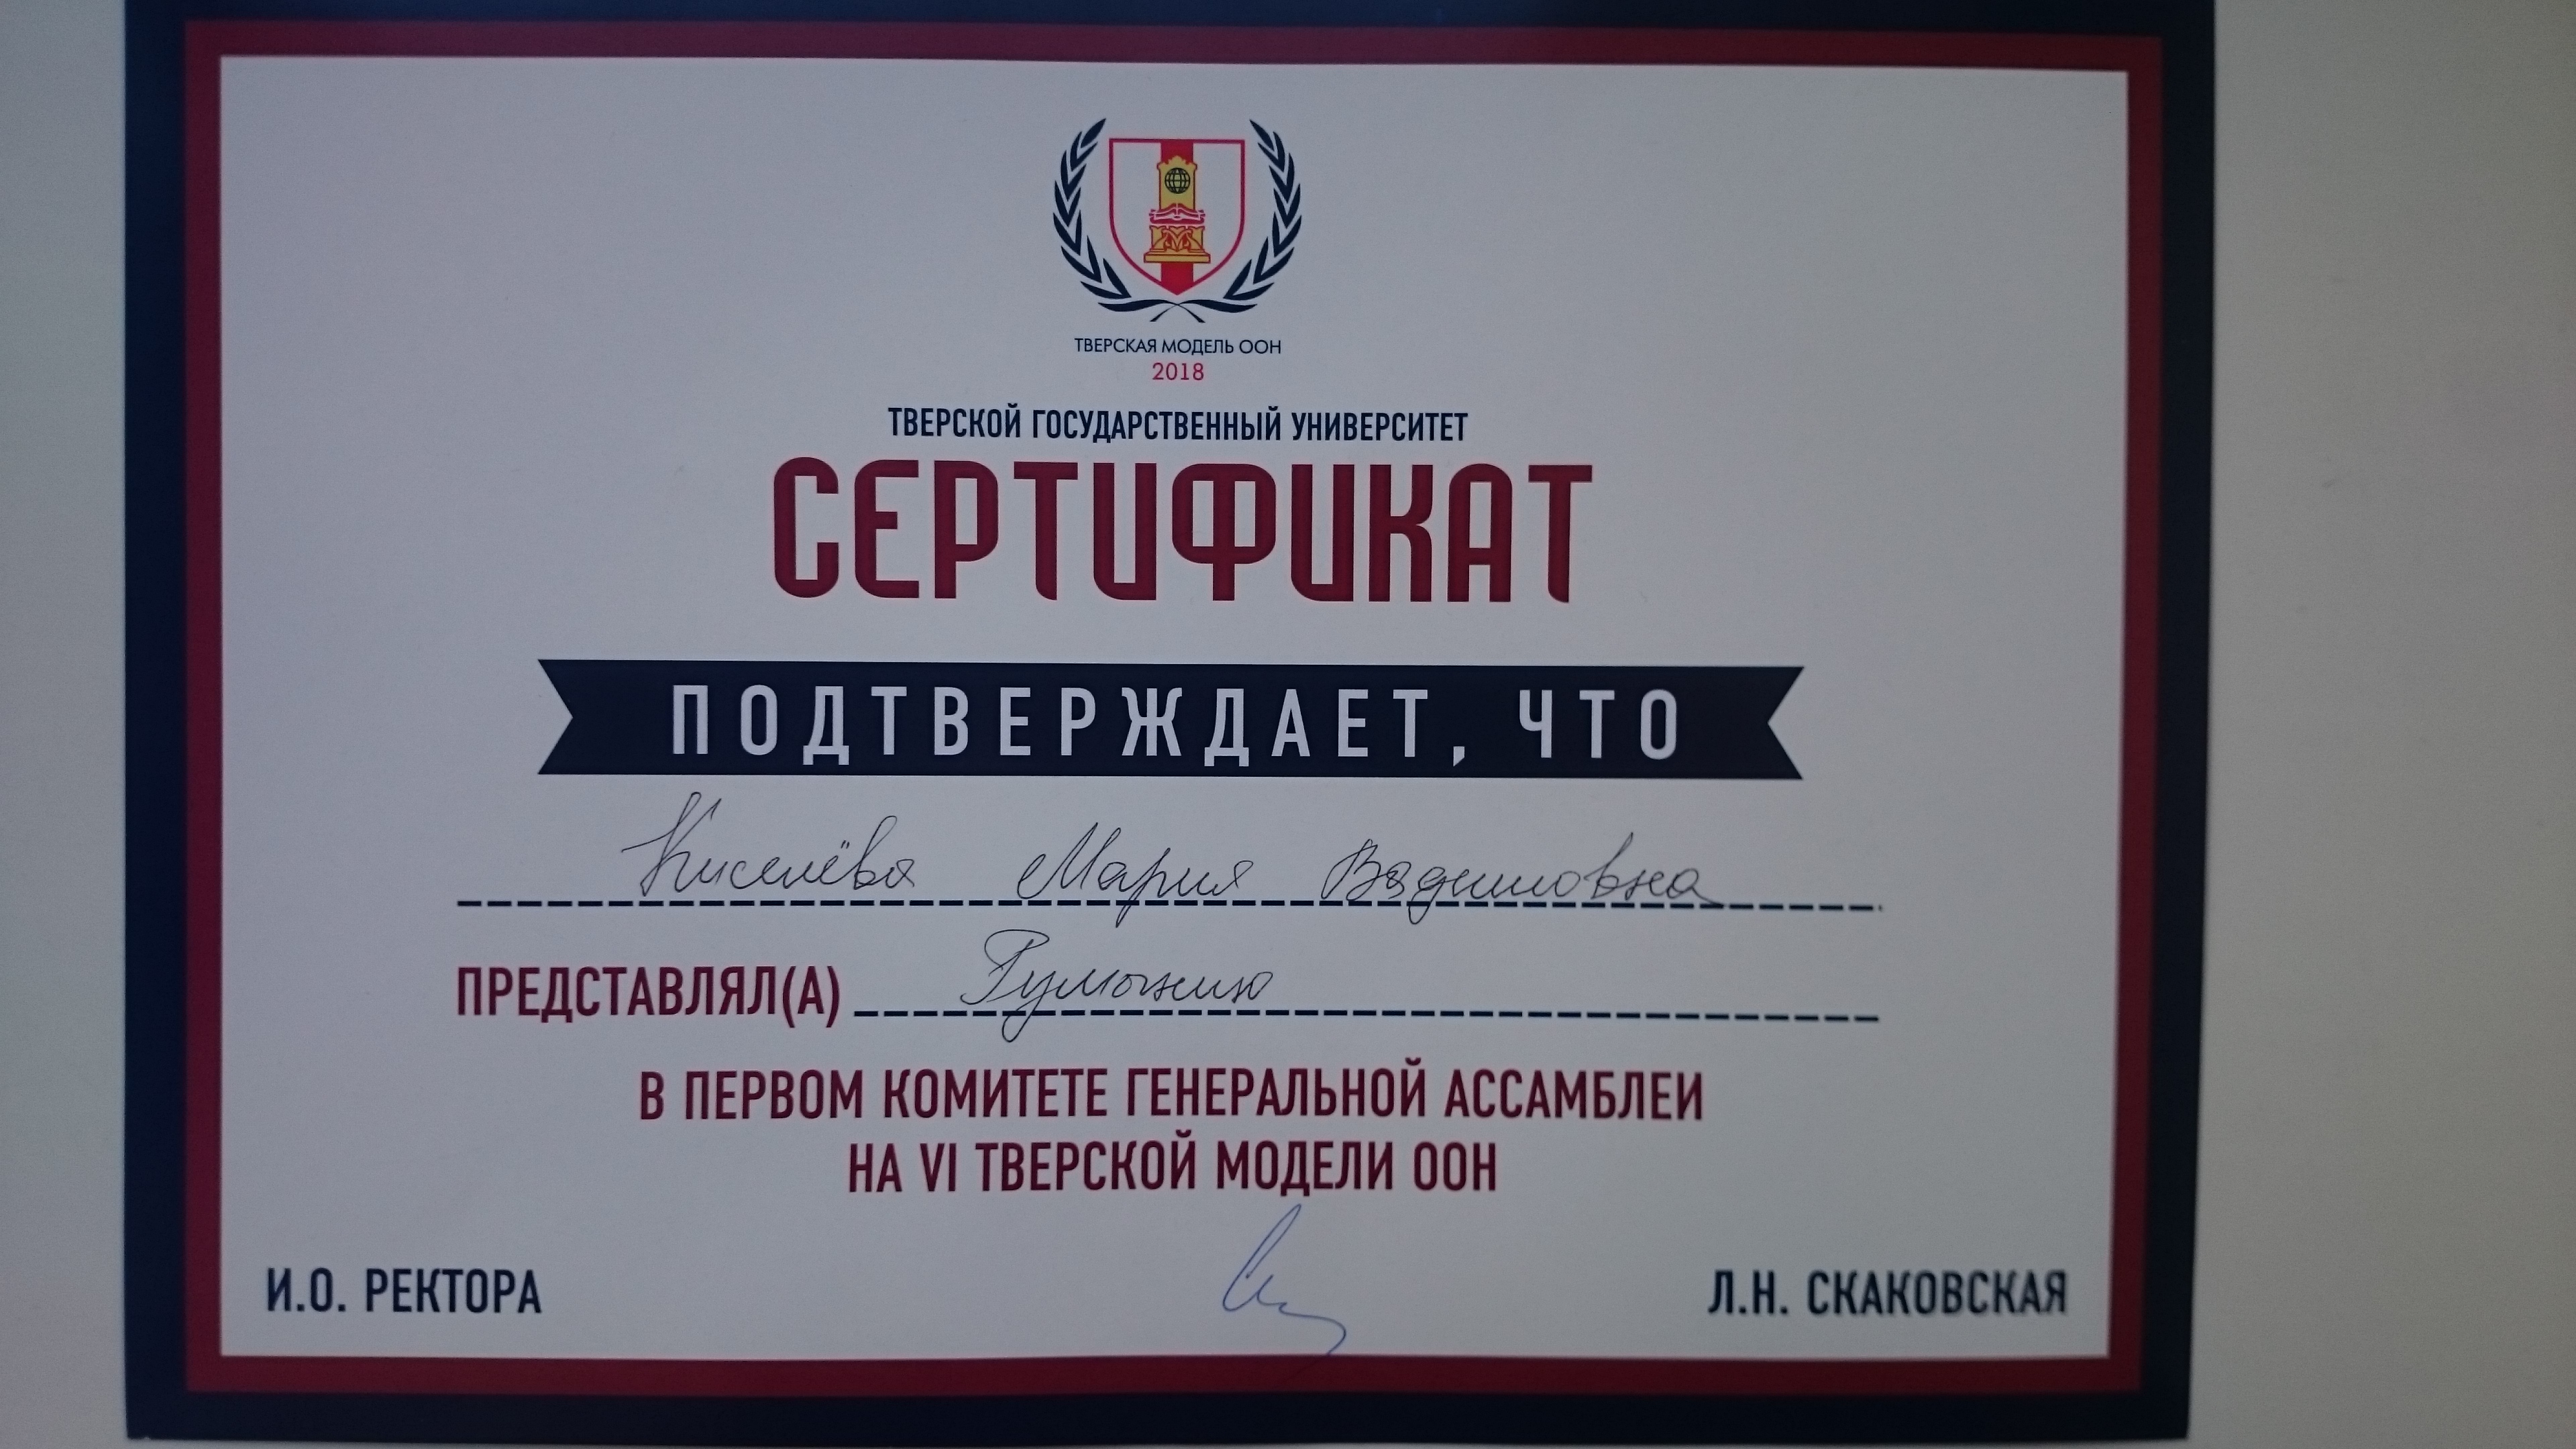 ТВЕРСКАЯ МОДЕЛЬ ООН
2018
ТВЕРСКОЙ ГОСУДАРСТВЕННЫЙ УНИВЕРСИТЕТ
СЕРТИФИКАТ
ПОДТВЕРЖДАЕТ, ЧТО
Киселёва Мария Вадимовна
ПРЕДСТАВЛЯЛ(А) Румынию
В ПЕРВОМ КОМИТЕТЕ ГЕНЕРАЛЬНОЙ АССАМБЛЕИ
НА VI ТВЕРСКОЙ МОДЕЛИ ООН
И.О. РЕКТОРА Л.Н. СКАКОВСКАЯ